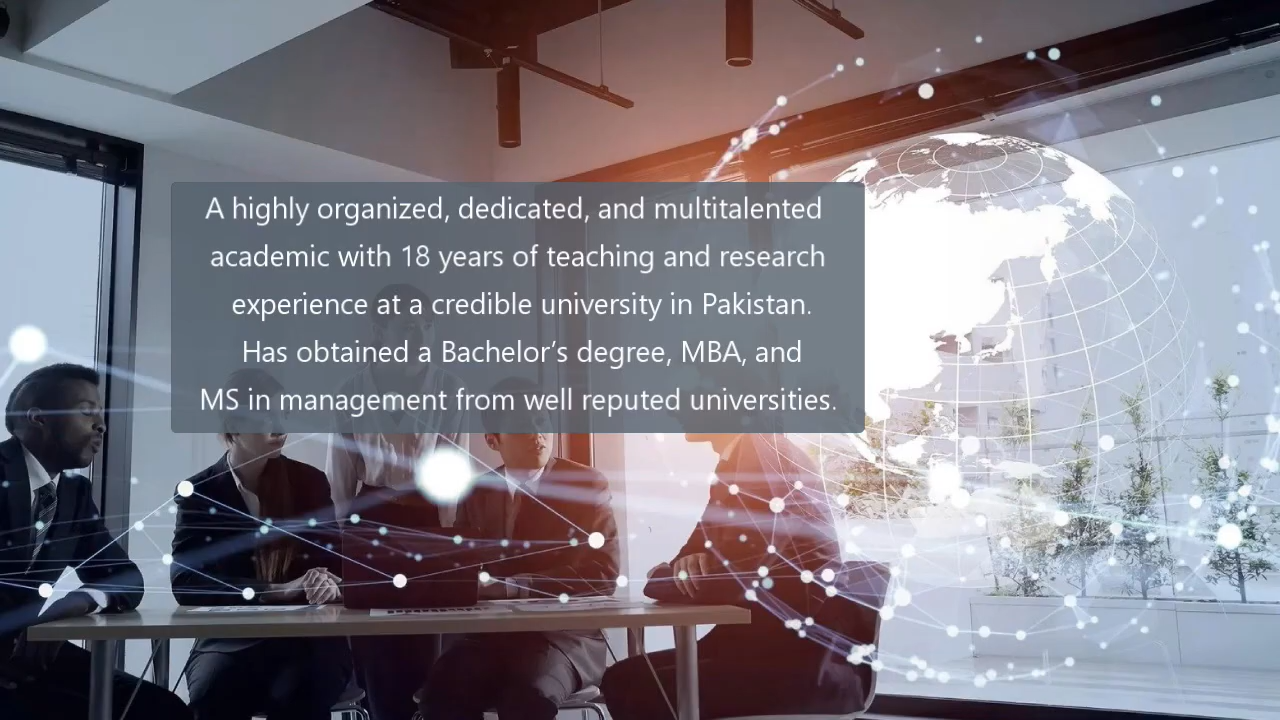 A highly organized, dedicated, and multitalented
academic with 18 years of teaching and research
experience at a credible university in Pakistan.
Has obtained a Bachelor’s degree, MBA, and
MS in management from well reputed universities.